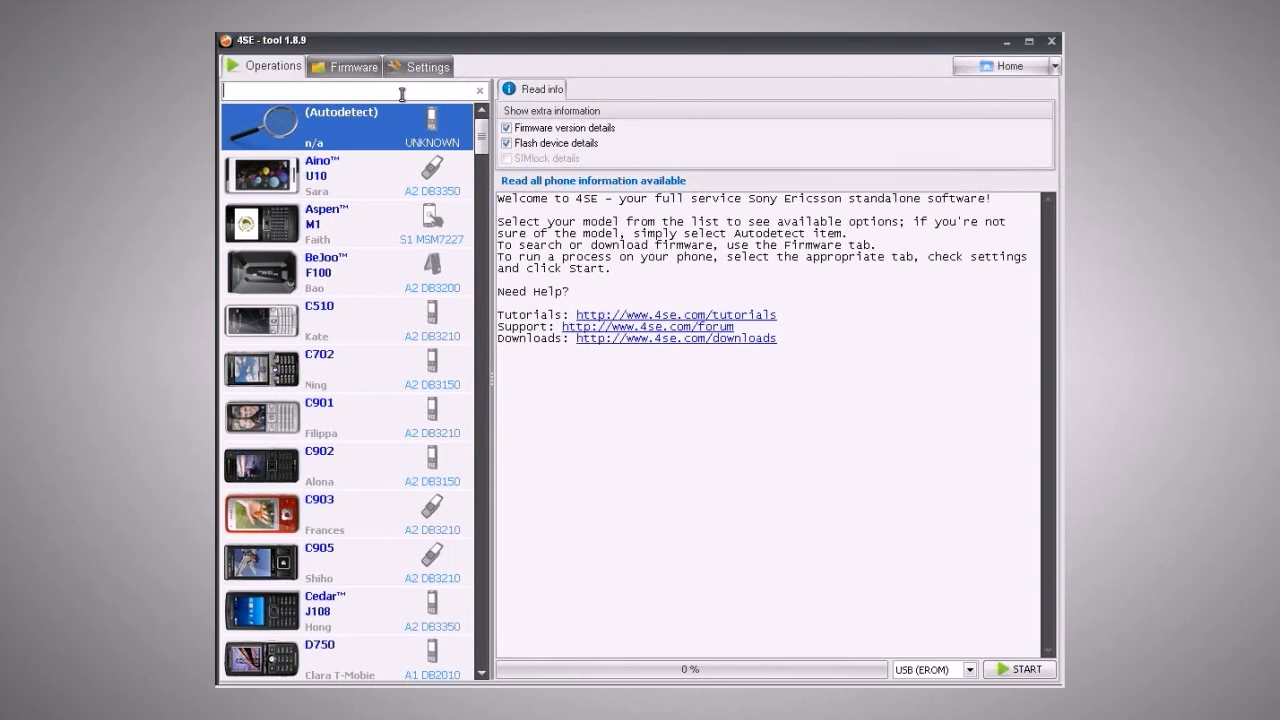 4SE - tool 1.8.9
Operations
Firmware
Settings
Home
(Autodetect)
n/a
UNKNOWN
Aino™
U10
Sara
A2 DB3350
Aspen™
M1
Faith
S1 MSM7227
BeJoo™
F100
Bao
A2 DB3200
C510
Kate
A2 DB3210
C702
Ning
A2 DB3150
C901
Filippa
A2 DB3210
C902
Alona
A2 DB3150
C903
Frances
A2 DB3210
C905
Shiho
A2 DB3210
Cedar™
J108
Hong
A2 DB3350
D750
Clara T-Mobie
A1 DB2010
Read info
Show extra information
Firmware version details
Flash device details
SIMlock details
Read all phone information available
Welcome to 4SE - your full service Sony Ericsson standalone software!
Select your model from the list to see available options; if you're not
sure of the model, simply select Autodetect item.
To search or download firmware, use the Firmware tab.
To run a process on your phone, select the appropriate tab, check settings
and click Start.
Need Help?
Tutorials: http://www.4se.com/tutorials
Support: http://www.4se.com/forum
Downloads: http://www.4se.com/downloads
0 %
USB (EROM)
START